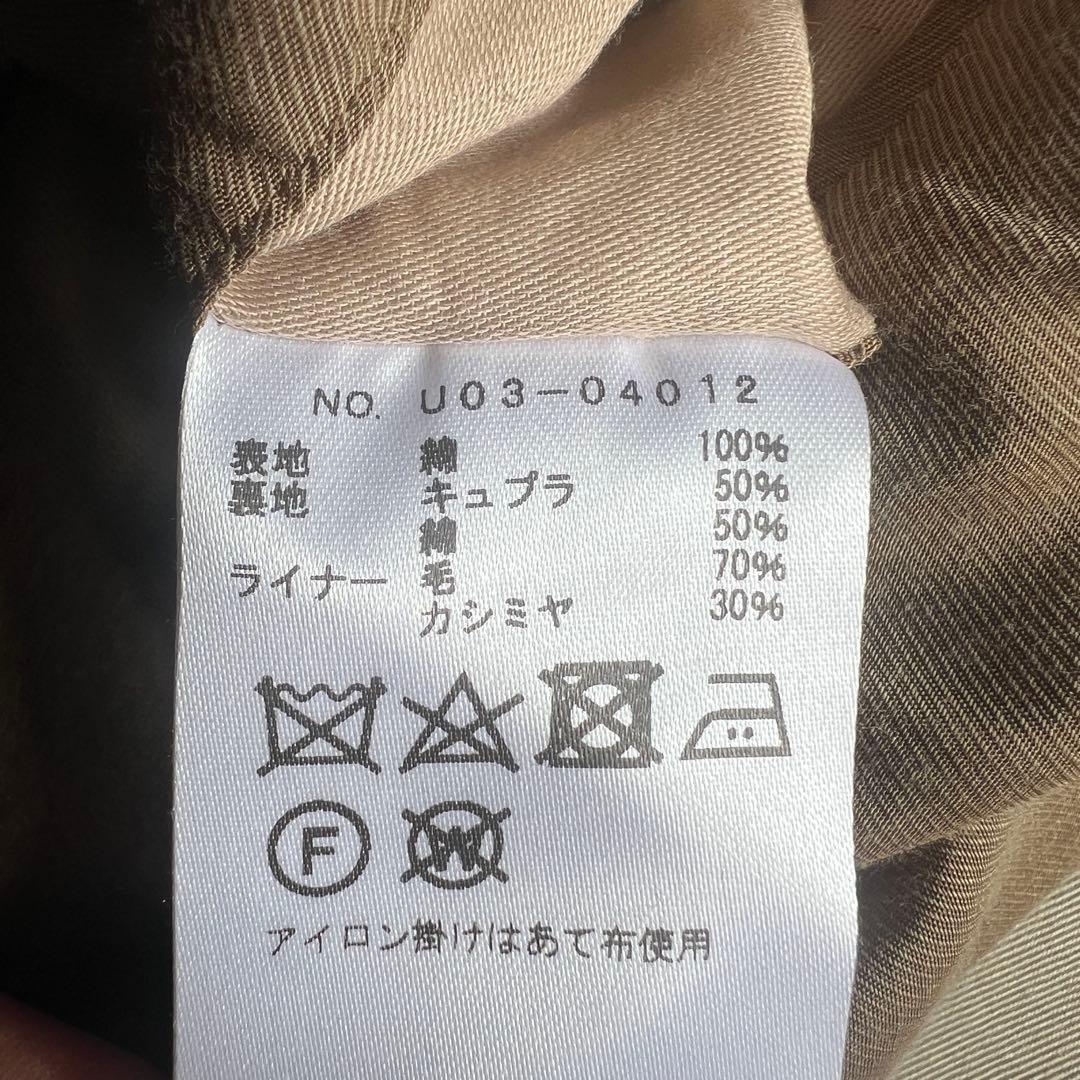 NO. U03-04012
表地 綿 100%
裏地 キュプラ 50%
綿 50%
ライナー 毛 70%
カシミヤ 30%
F W
アイロン掛けはあて布使用